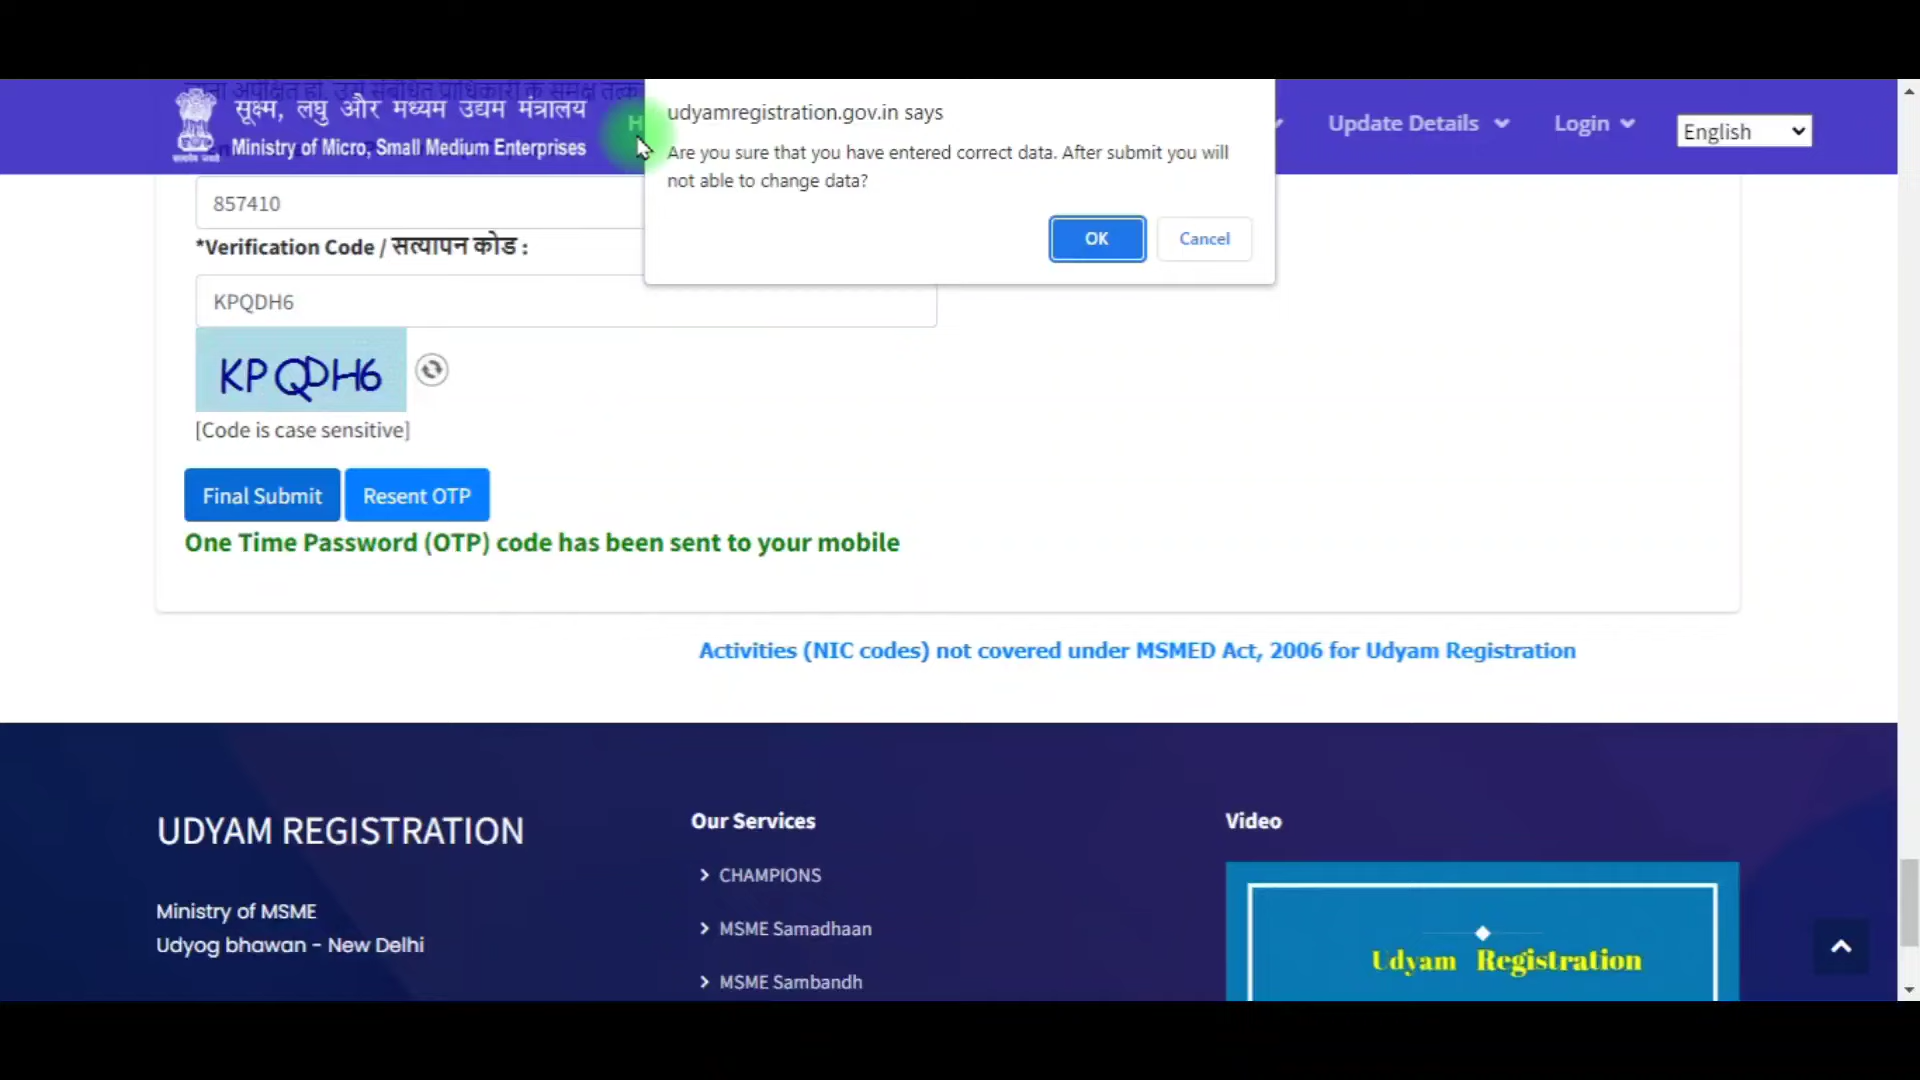 सूक्ष्म, लघु और मध्यम उद्यम मंत्रालय
Ministry of Micro, Small Medium Enterprises
H
udyamregistration.gov.in says
Are you sure that you have entered correct data. After submit you will
not able to change data?
OK
Cancel
Update Details
Login
English
857410
*Verification Code / सत्यापन कोड :
KPQDH6
KPQDH6
[Code is case sensitive]
Final Submit
Resent OTP
One Time Password (OTP) code has been sent to your mobile
Activities (NIC codes) not covered under MSMED Act, 2006 for Udyam Registration
UDYAM REGISTRATION
Ministry of MSME
Udyog bhawan - New Delhi
Our Services
CHAMPIONS
MSME Samadhaan
MSME Sambandh
Video
Udyam Registration